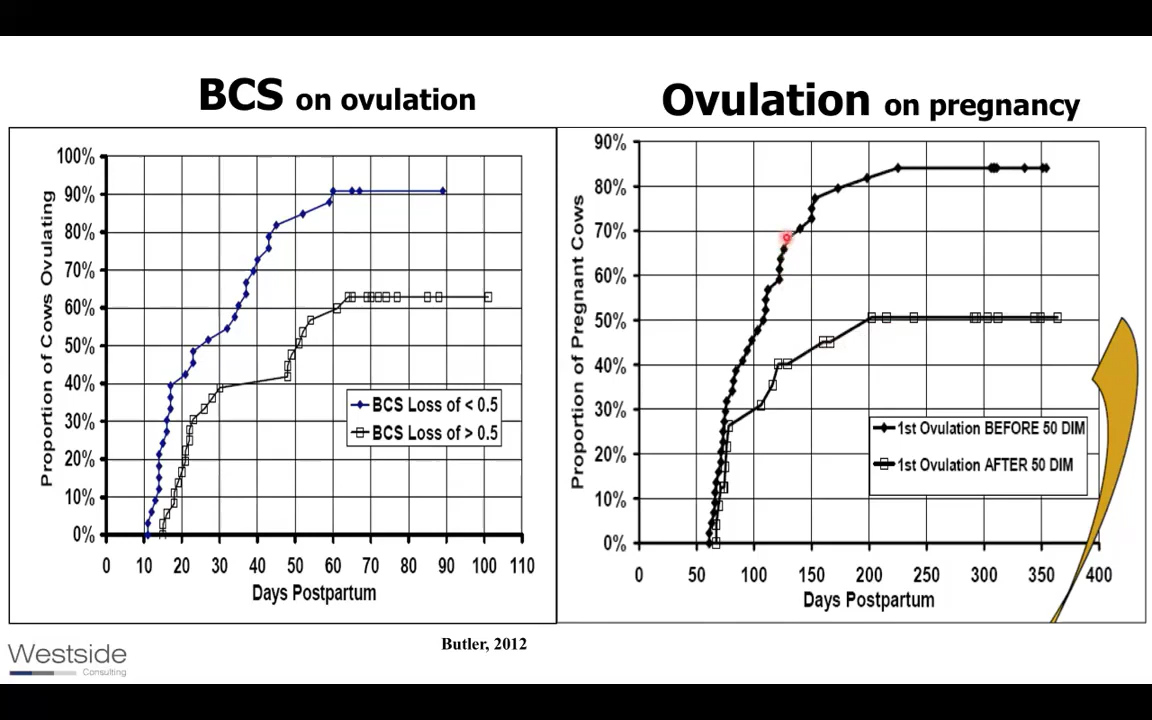 BCS on ovulation
Ovulation on pregnancy
Proportion of Cows Ovulating
100%
90%
80%
70%
60%
50%
40%
30%
20%
10%
0%
0 10 20 30 40 50 60 70 80 90 100 110
Days Postpartum
BCS Loss of < 0.5
BCS Loss of > 0.5
Proportion of Pregnant Cows
90%
80%
70%
60%
50%
40%
30%
20%
10%
0%
0 50 100 150 200 250 300 350 400
Days Postpartum
1st Ovulation BEFORE 50 DIM
1st Ovulation AFTER 50 DIM
Butler, 2012
Westside
Consulting